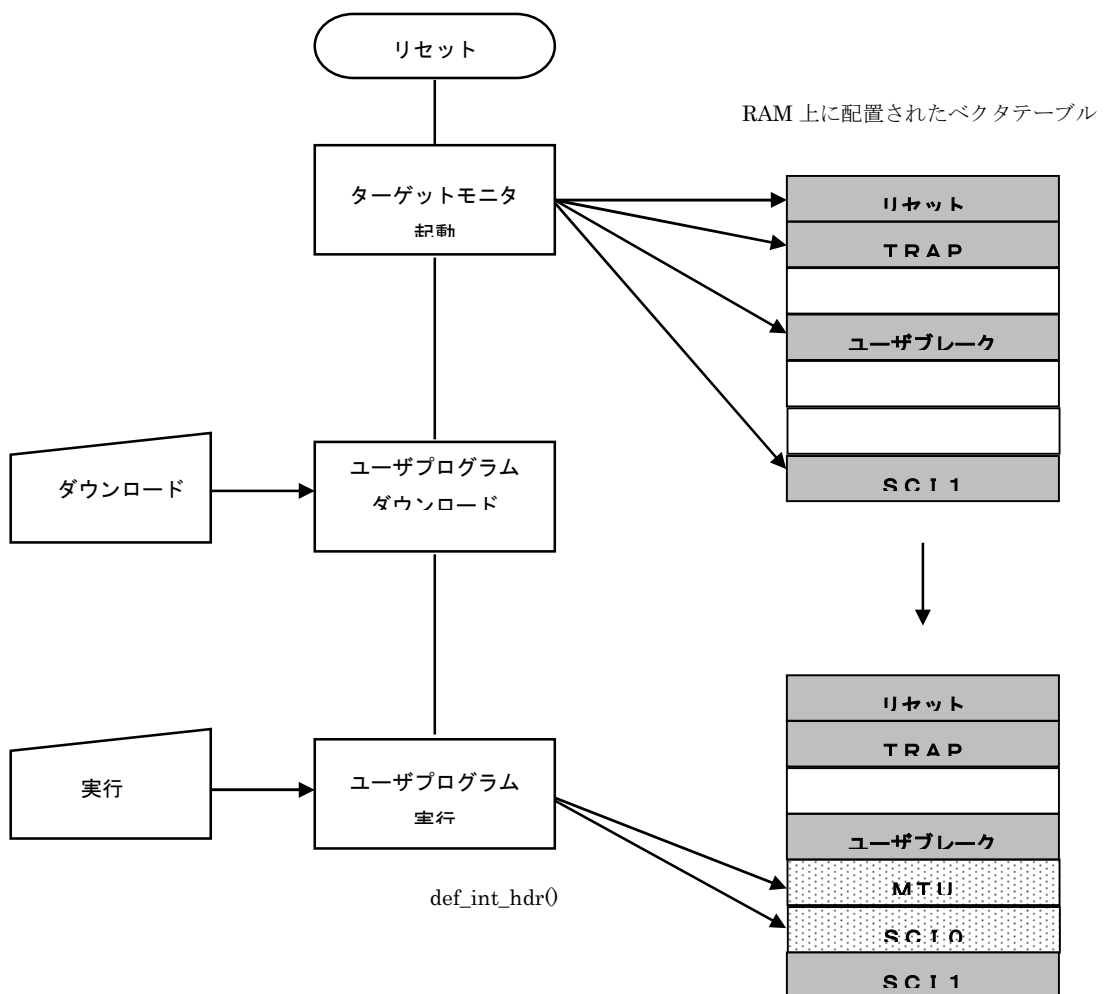 リセット
RAM 上に配置されたベクタテーブル
ターゲットモニタ
起動
リセット
ＴＲＡＰ
ユーザブレーク
ＳＣＩ１
ダウンロード
ユーザプログラム
ダウンロード
実行
ユーザプログラム
実行
def_int_hdr()
リセット
ＴＲＡＰ
ユーザブレーク
ＭＴＵ
ＳＣＩ０
ＳＣＩ１